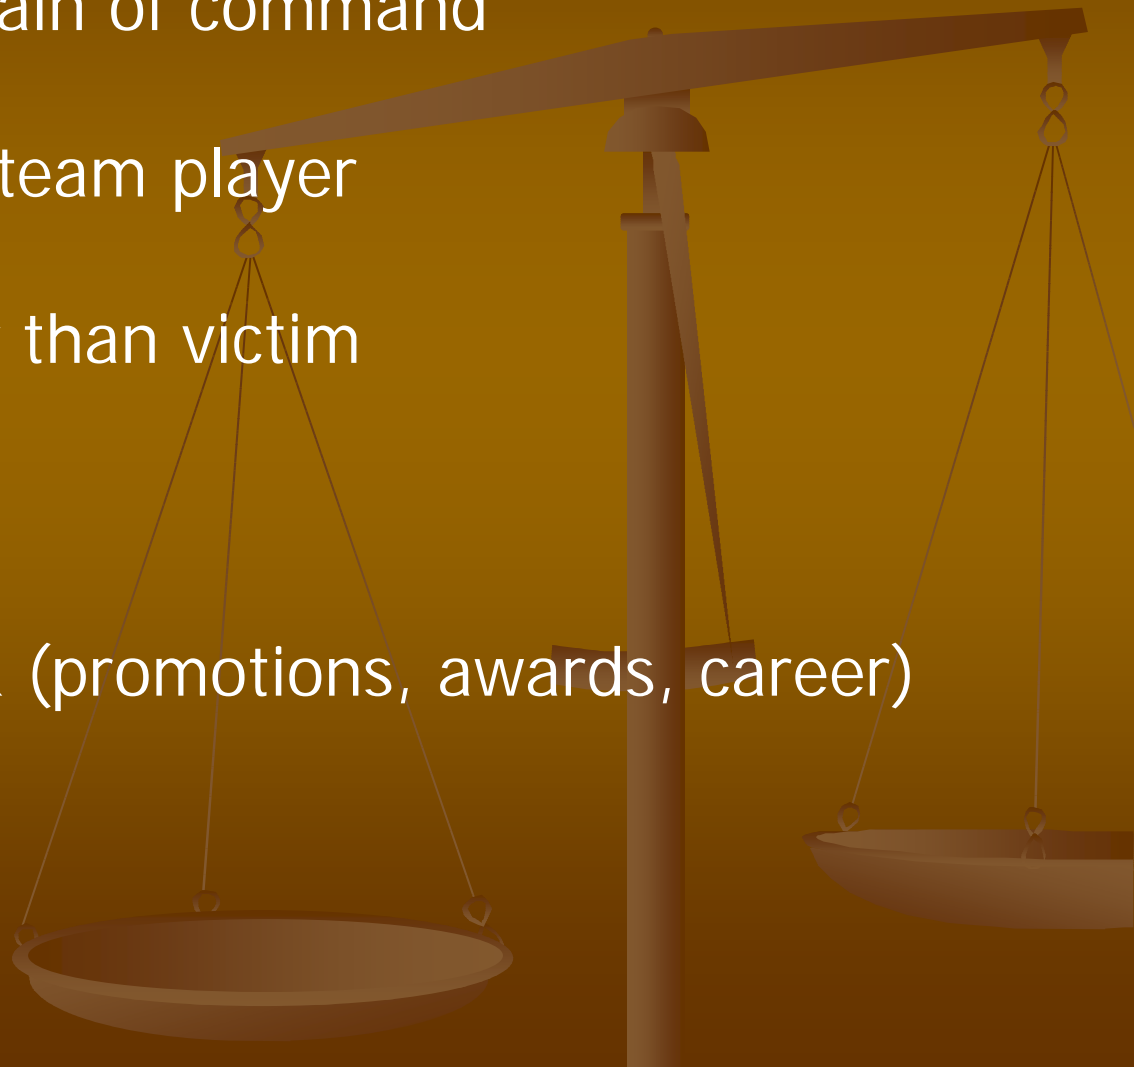 ain of command
team player
than victim
(promotions, awards, career)